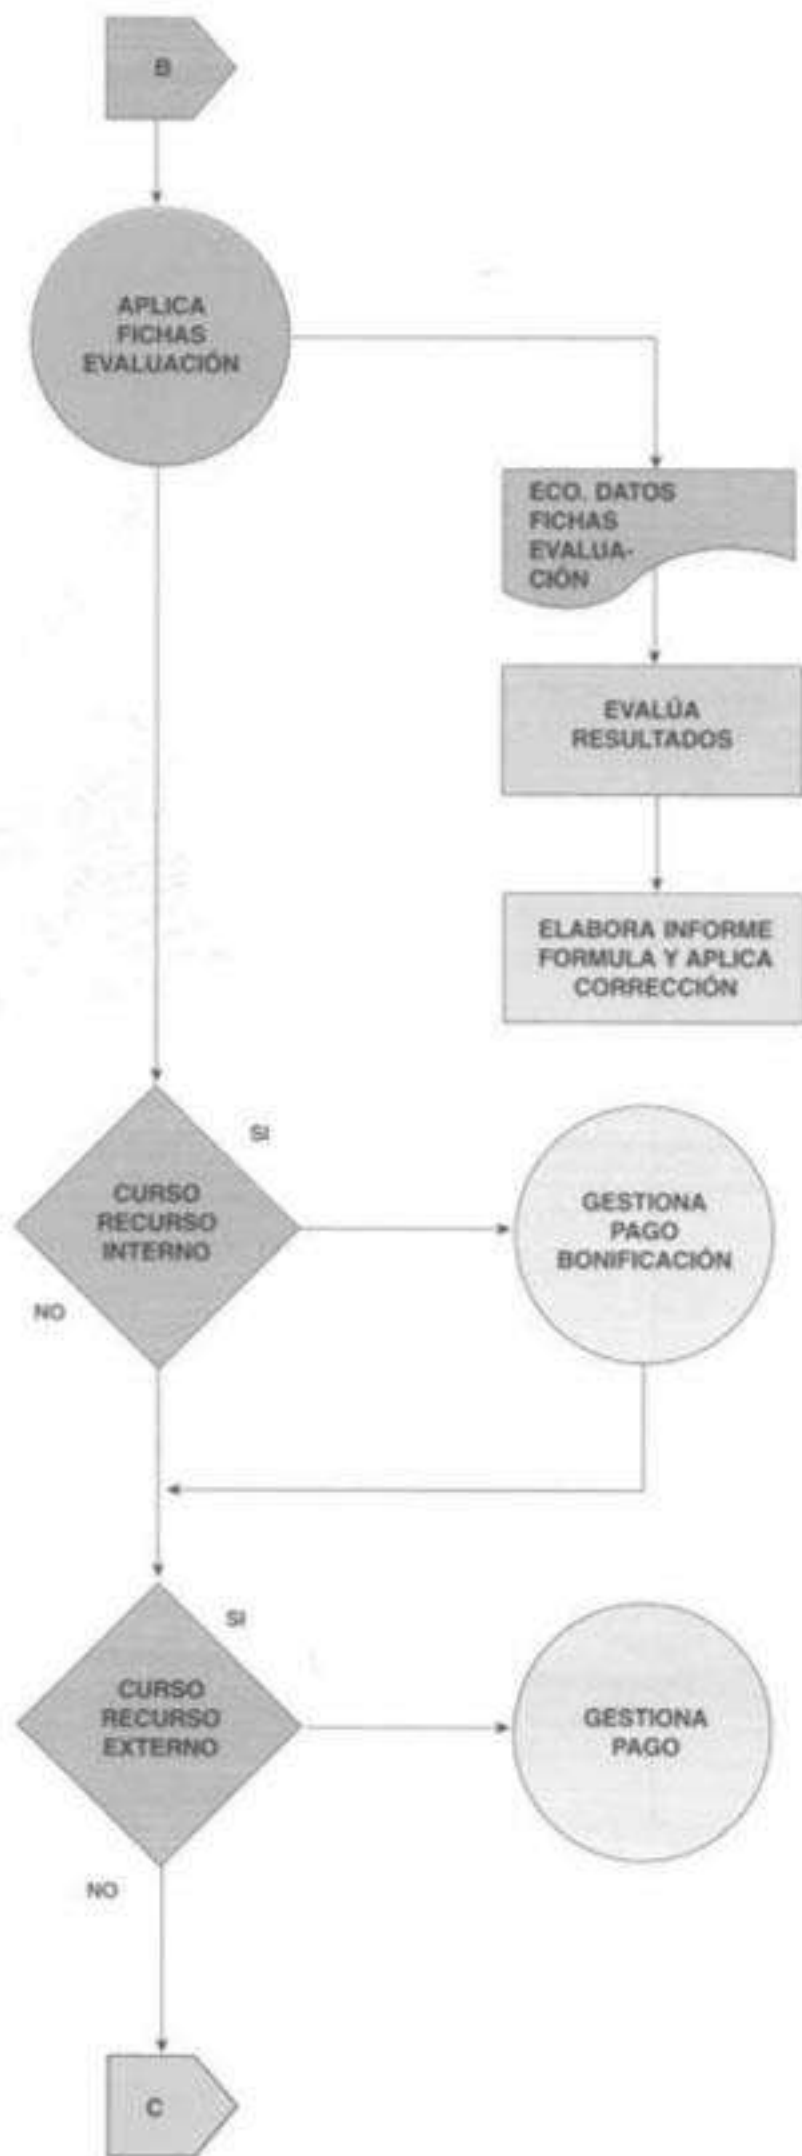 B
APLICA
FICHAS
EVALUACIÓN
ECO. DATOS
FICHAS
EVALUA-
CIÓN
EVALÚA
RESULTADOS
ELABORA INFORME
FORMULA Y APLICA
CORRECCIÓN
SI
CURSO
RECURSO
INTERNO
NO
GESTIONA
PAGO
BONIFICACIÓN
SI
CURSO
RECURSO
EXTERNO
NO
GESTIONA
PAGO
C